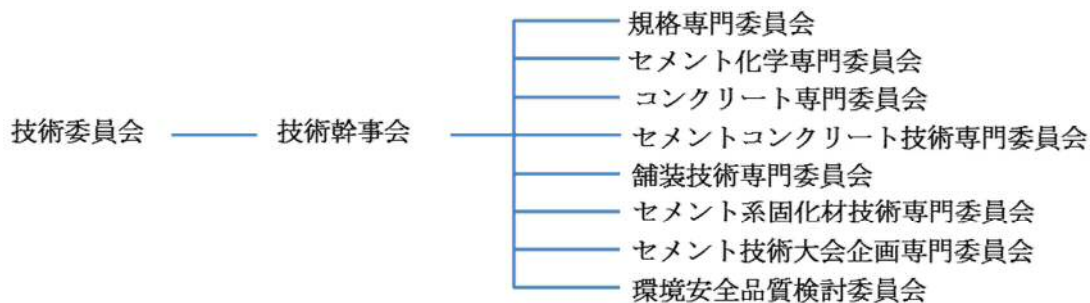 規格専門委員会
セメント化学専門委員会
コンクリート専門委員会
技術委員会 技術幹事会 セメントコンクリート技術専門委員会
舗装技術専門委員会
セメント系固化材技術専門委員会
セメント技術大会企画専門委員会
環境安全品質検討委員会